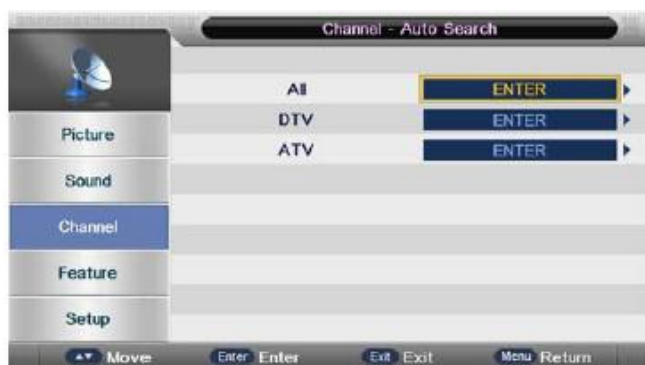 Channel - Auto Search
All ENTER
DTV ENTER
ATV ENTER
Picture
Sound
Channel
Feature
Setup
Move Enter Enter Exit Exit Menu Return